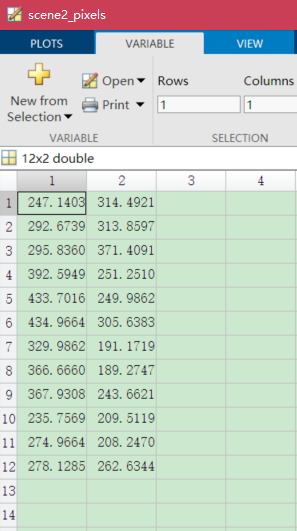 scene2_pixels
PLOTS VARIABLE VIEW
New from Selection
Open
Print
Rows Columns
1 1
VARIABLE SELECTION
12x2 double
1 2 3 4
1 247.1403 314.4921
2 292.6739 313.8597
3 295.8360 371.4091
4 392.5949 251.2510
5 433.7016 249.9862
6 434.9664 305.6383
7 329.9862 191.1719
8 366.6660 189.2747
9 367.9308 243.6621
10 235.7569 209.5119
11 274.9664 208.2470
12 278.1285 262.6344
13
14